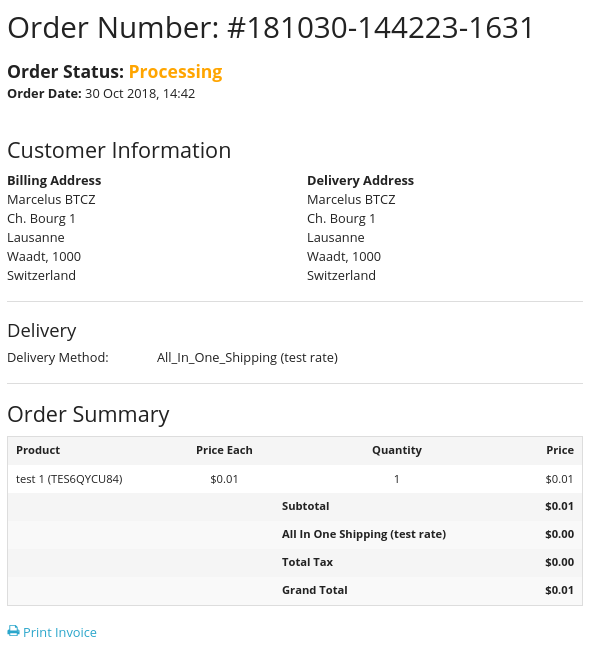 Order Number: #181030-144223-1631
Order Status: Processing
Order Date: 30 Oct 2018, 14:42
Customer Information
Billing Address
Marcelus BTCZ
Ch. Bourg 1
Lausanne
Waadt, 1000
Switzerland
Delivery Address
Marcelus BTCZ
Ch. Bourg 1
Lausanne
Waadt, 1000
Switzerland
Delivery
Delivery Method: All_In_One_Shipping (test rate)
Order Summary
Product Price Each Quantity Price
test 1 (TES6QYCU84) $0.01 1 $0.01
Subtotal $0.01
All In One Shipping (test rate) $0.00
Total Tax $0.00
Grand Total $0.01
Print Invoice